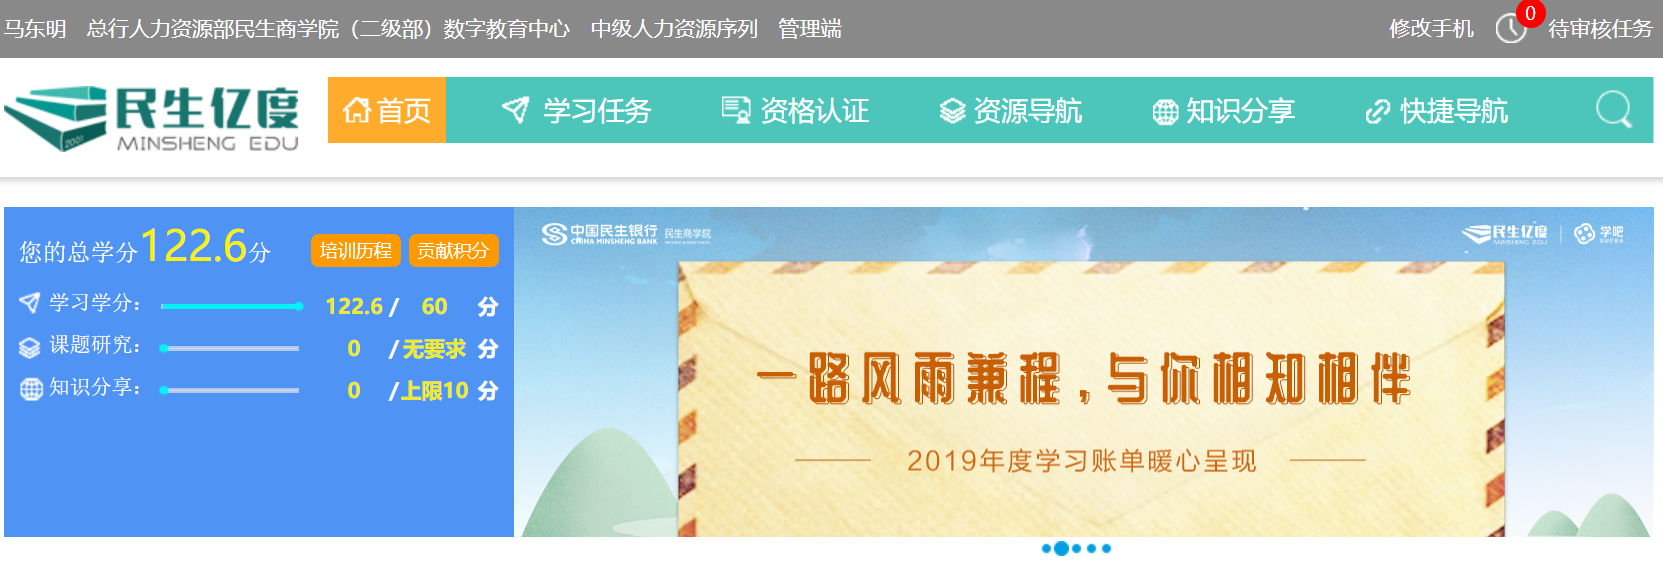 马东明 总行人力资源部民生商学院（二级部）数字教育中心 中级人力资源序列 管理端 修改手机 0 待审核任务
民生亿度
MINSHENG EDU
2001
首页 学习任务 资格认证 资源导航 知识分享 快捷导航
您的总学分122.6分 培训历程 贡献积分
学习学分： 122.6 / 60 分
课题研究： 0 / 无要求 分
知识分享： 0 / 上限10 分
中国民生银行 民生商学院
CHINA MINSHENG BANK
民生亿度 学吧
MINSHENG EDU XUEBA
一路风雨兼程，与你相知相伴
2019年度学习账单暖心呈现